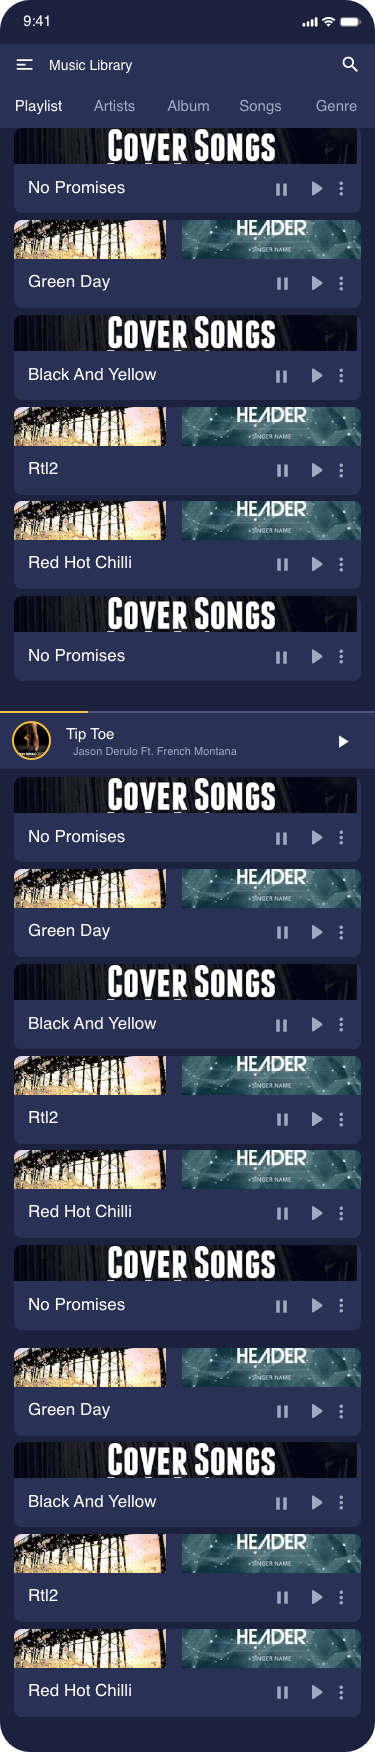 9:41
Music Library
Playlist Artists Album Songs Genre
COVER SONGS
No Promises
HEADER
+SINGER NAME
Green Day
COVER SONGS
Black And Yellow
HEADER
+SINGER NAME
Rtl2
HEADER
+SINGER NAME
Red Hot Chilli
COVER SONGS
No Promises
Tip Toe
Jason Derulo Ft. French Montana
COVER SONGS
No Promises
HEADER
+SINGER NAME
Green Day
COVER SONGS
Black And Yellow
HEADER
+SINGER NAME
Rtl2
HEADER
+SINGER NAME
Red Hot Chilli
COVER SONGS
No Promises
HEADER
+SINGER NAME
Green Day
COVER SONGS
Black And Yellow
HEADER
+SINGER NAME
Rtl2
HEADER
+SINGER NAME
Red Hot Chilli